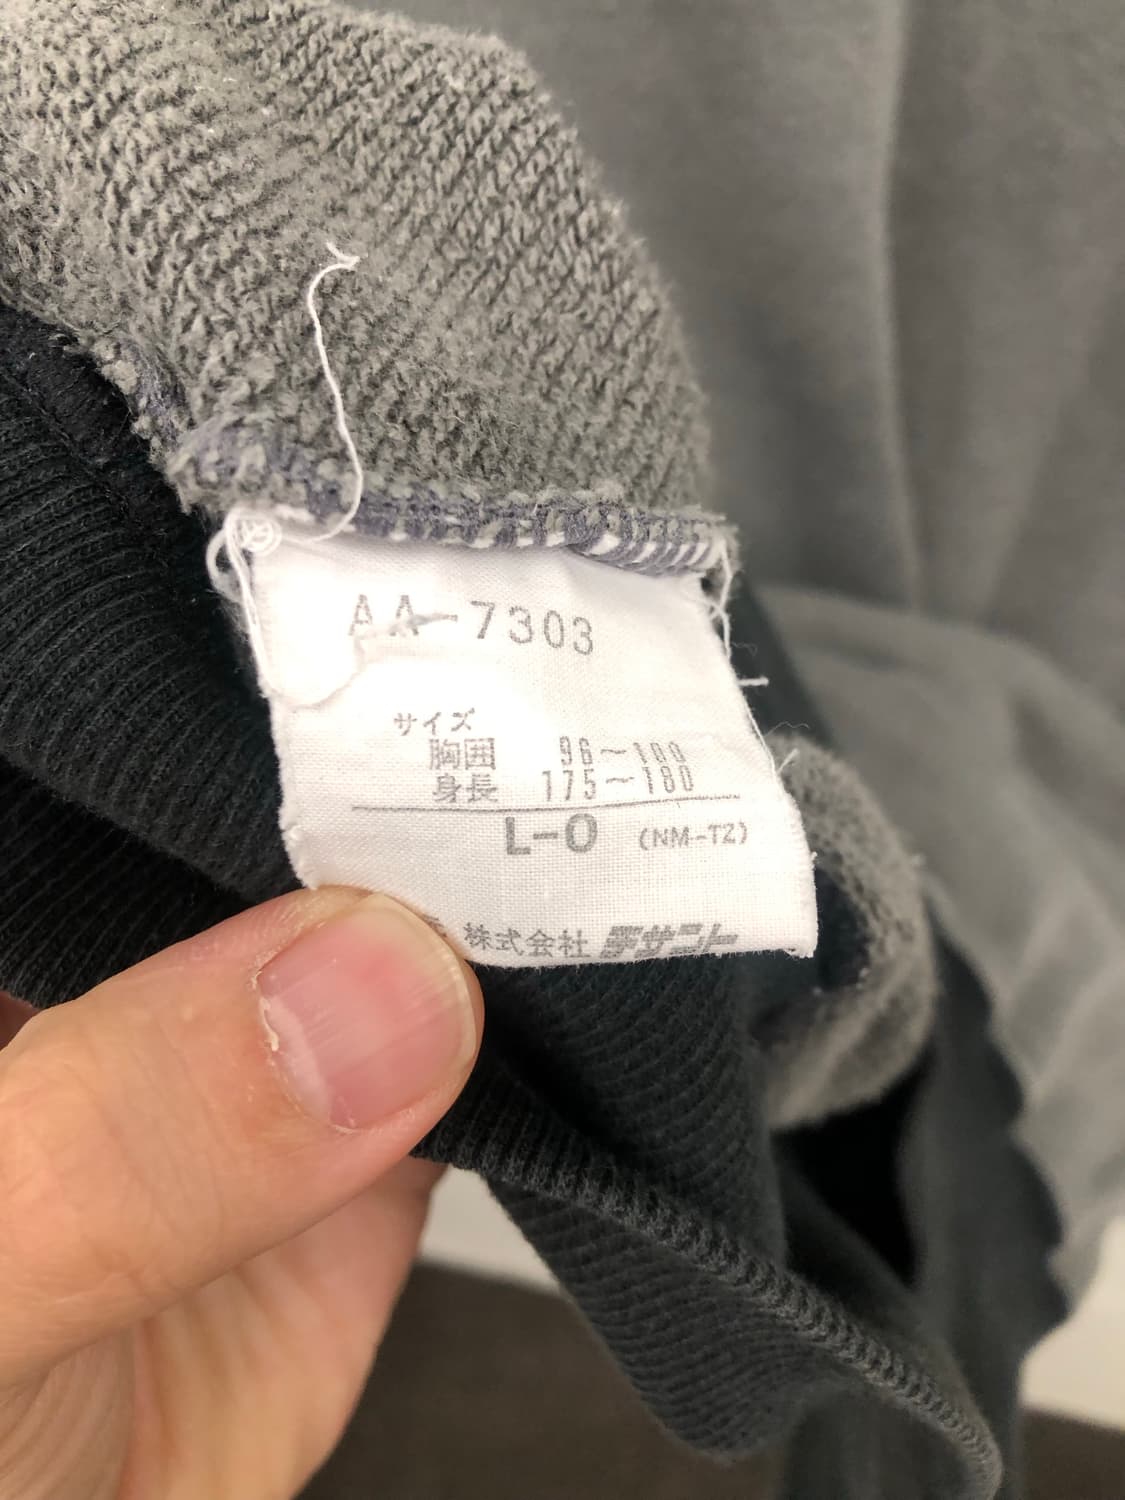 AA-7303
サイズ
胸囲 96~100
身長 175~180
L-O (NM-TZ)
株式会社 デサント